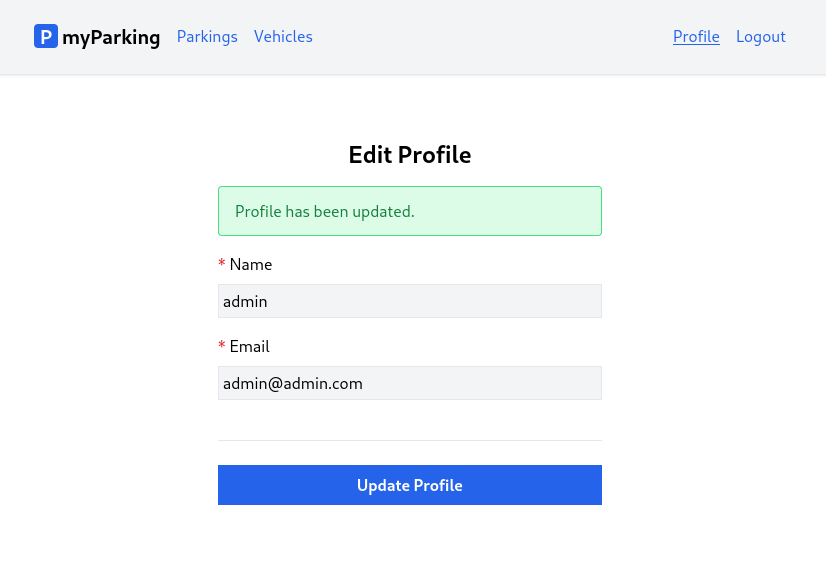 P myParking Parkings Vehicles Profile Logout
Edit Profile
Profile has been updated.
* Name
admin
* Email
admin@admin.com
Update Profile